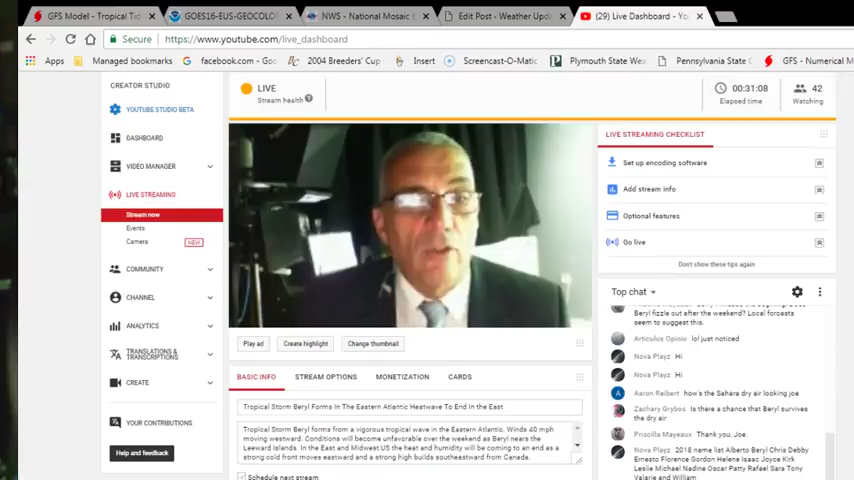 GFS Model - Tropical Ti
GOES16-EUS-GEOCOLO
NWS - National Mosaic E
Edit Post - Weather Upd
(29) Live Dashboard - Yo
Secure
https://www.youtube.com/live_dashboard
Apps
Managed bookmarks
facebook.com - Go
2004 Breeders' Cup
Insert
Screencast-O-Matic
Plymouth State Wea
Pennsylvania State C
GFS - Numerical M
CREATOR STUDIO
YOUTUBE STUDIO BETA
DASHBOARD
VIDEO MANAGER
LIVE STREAMING
Stream now
Events
Camera
NEW
COMMUNITY
CHANNEL
ANALYTICS
TRANSLATIONS &
TRANSCRIPTIONS
CREATE
YOUR CONTRIBUTIONS
Help and feedback
LIVE
Stream health
00:31:08
Elapsed time
42
Watching
Play ad
Create highlight
Change thumbnail
BASIC INFO
STREAM OPTIONS
MONETIZATION
CARDS
Tropical Storm Beryl Forms In The Eastern Atlantic Heatwave To End In the East
Tropical Storm Beryl forms from a vigorous tropical wave in the Eastern Atlantic. Winds 40 mph
moving westward. Conditions will become unfavorable over the weekend as Beryl nears the
Leeward Islands. In the East and Midwest US the heat and humidity will be coming to an end as a
strong cold front moves eastward and a strong high builds southeastward from Canada.
Schedule next stream
LIVE STREAMING CHECKLIST
Set up encoding software
Add stream info
Optional features
Go live
Don't show these tips again
Top chat
Beryl fizzle out after the weekend? Local forcasts
seem to suggest this.
Articulus Opinio lol just noticed
Nova Playz Hi
Nova Playz Hi
Aaron Reibert how's the Sahara dry air looking joe
Zachary Grybos Is there a chance that Beryl survives the
dry air
Priscilla Mayeaux Thank you, Joe.
Nova Playz 2018 name list Alberto Beryl Chris Debby
Ernesto Florence Gordon Helene Isaac Joyce Kirk
Leslie Michael Nadine Oscar Patty Rafael Sara Tony
Valerie and William